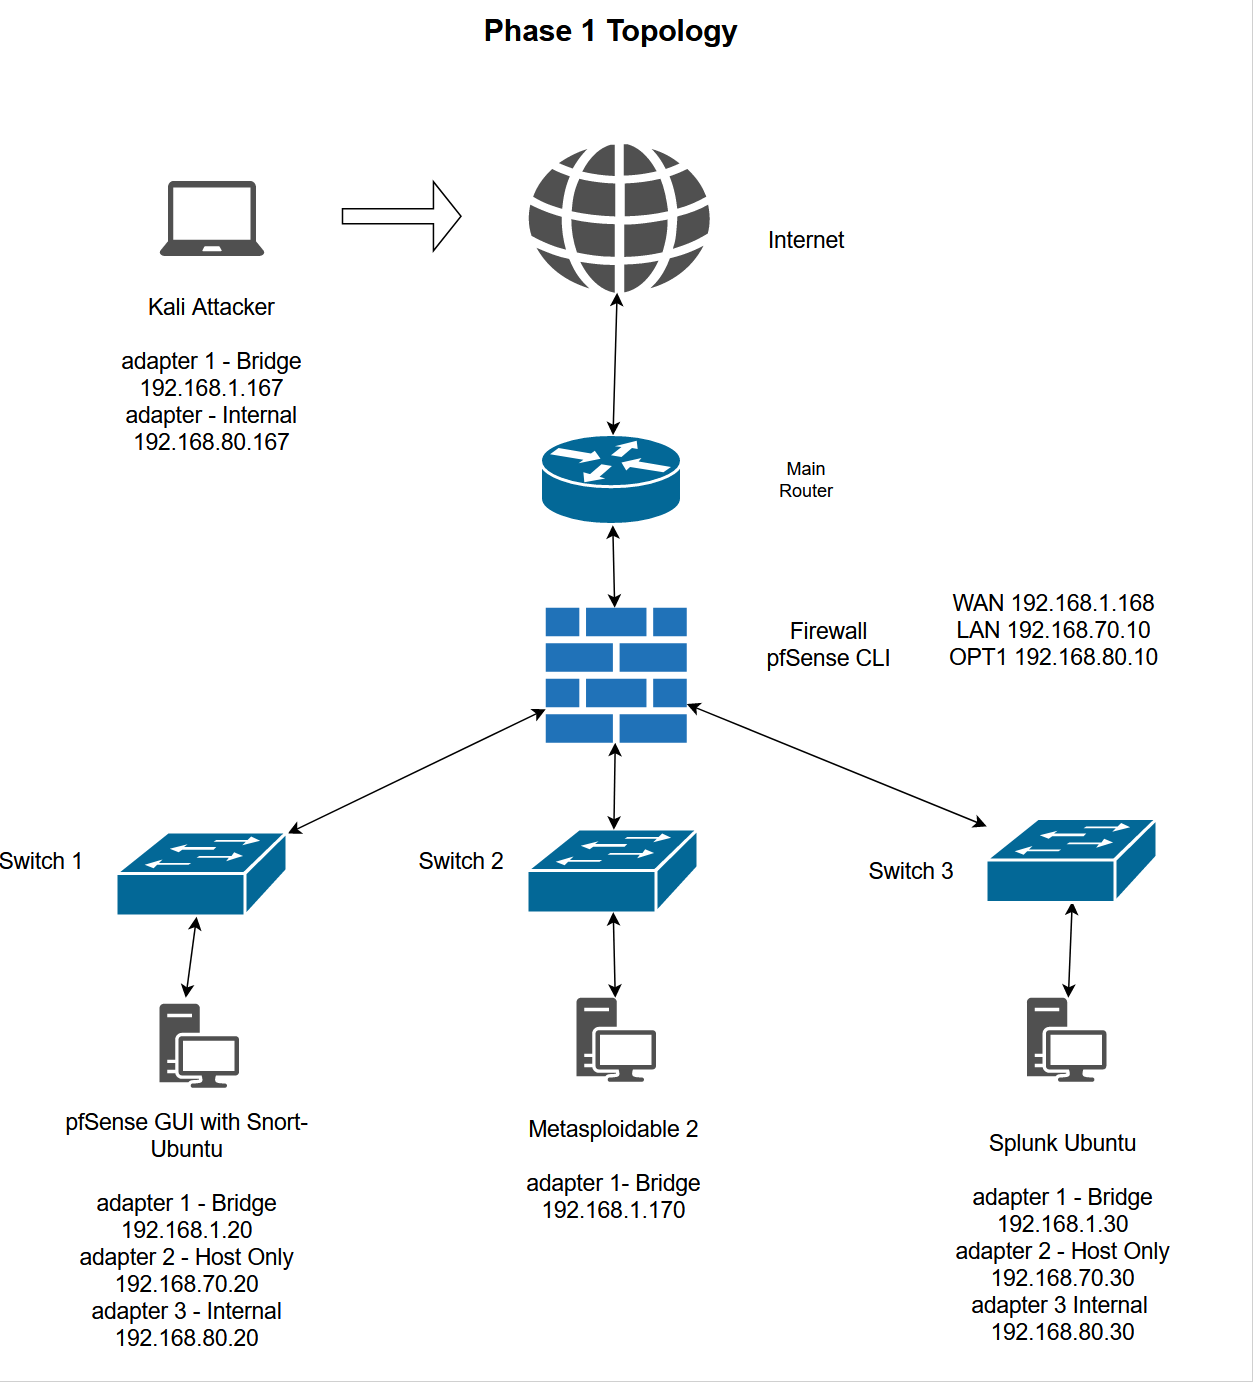 Phase 1 Topology
Internet
Kali Attacker
adapter 1 - Bridge
192.168.1.167
adapter - Internal
192.168.80.167
Main
Router
Firewall
pfSense CLI
WAN 192.168.1.168
LAN 192.168.70.10
OPT1 192.168.80.10
Switch 1
Switch 2
Switch 3
pfSense GUI with Snort-
Ubuntu
adapter 1 - Bridge
192.168.1.20
adapter 2 - Host Only
192.168.70.20
adapter 3 - Internal
192.168.80.20
Metasploidable 2
adapter 1- Bridge
192.168.1.170
Splunk Ubuntu
adapter 1 - Bridge
192.168.1.30
adapter 2 - Host Only
192.168.70.30
adapter 3 Internal
192.168.80.30